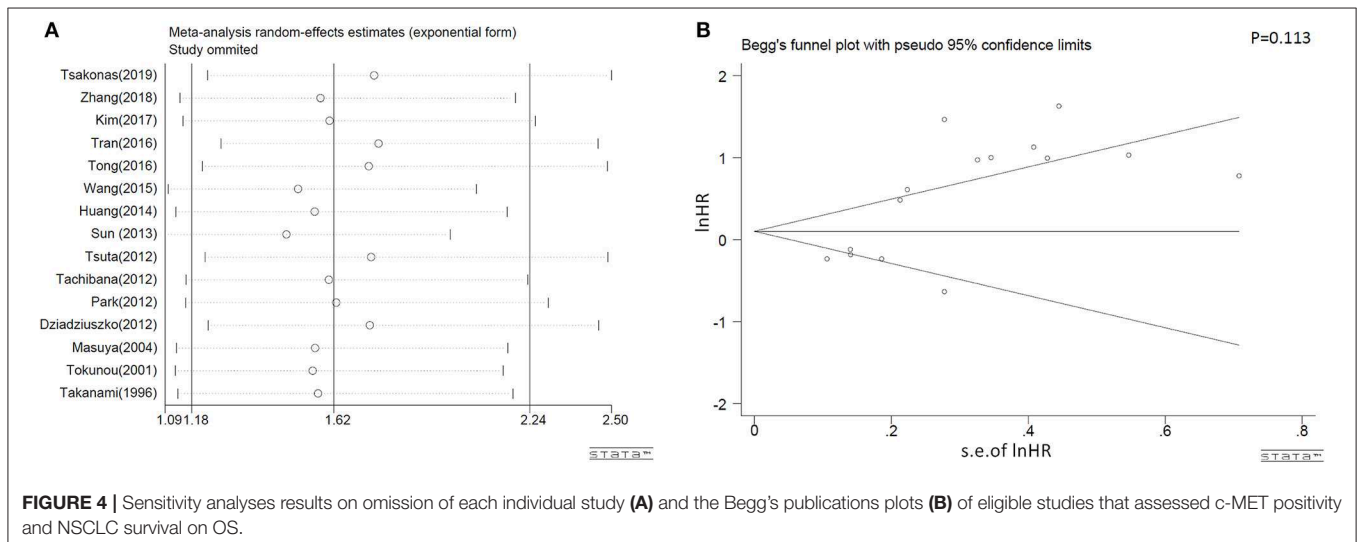 A
Meta-analysis random-effects estimates (exponential form)
Study ommited
Tsakonas(2019)
Zhang(2018)
Kim(2017)
Tran(2016)
Tong(2016)
Wang(2015)
Huang(2014)
Sun (2013)
Tsuta(2012)
Tachibana(2012)
Park(2012)
Dziadziuszko(2012)
Masuya(2004)
Tokunou(2001)
Takanami(1996)
1.09 1.18 1.62 2.24 2.50
STATA™
B
Begg's funnel plot with pseudo 95% confidence limits
P=0.113
lnHR
2
1
0
-1
-2
0 .2 .4 .6 .8
s.e.of lnHR
STATA™
FIGURE 4 | Sensitivity analyses results on omission of each individual study (A) and the Begg's publications plots (B) of eligible studies that assessed c-MET positivity
and NSCLC survival on OS.